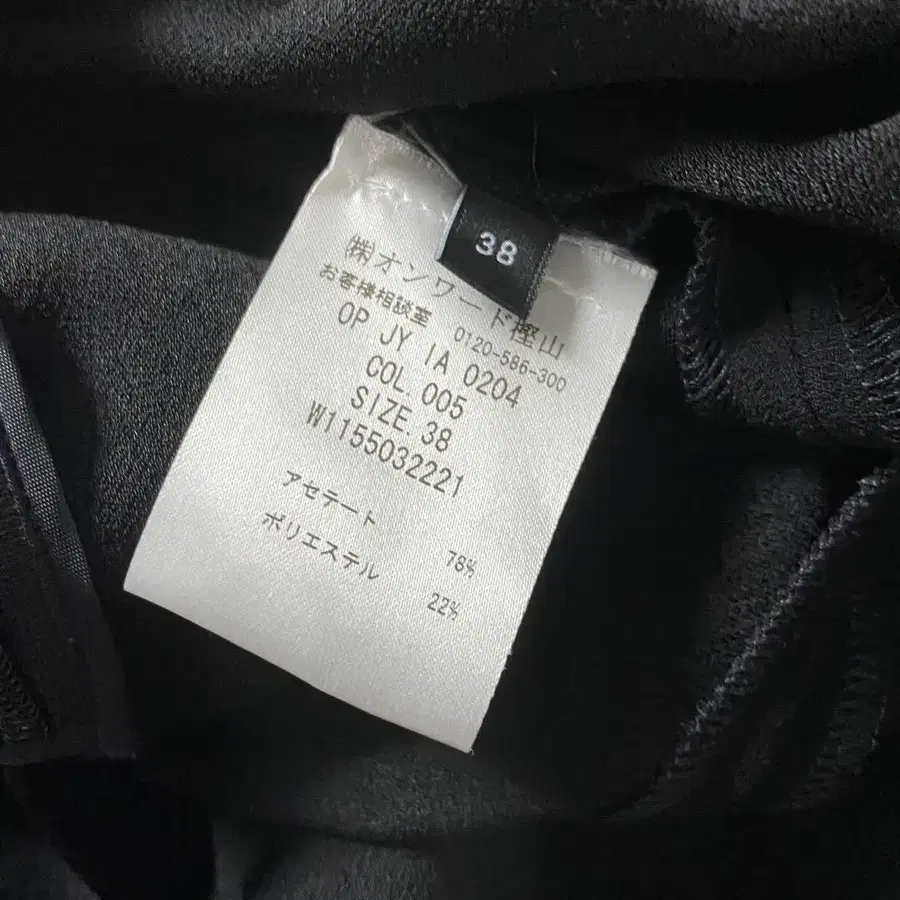 38
㈱オンワード樫山
お客様相談室 0120-586-300
OP JY IA 0204
COL. 005
SIZE. 38
W1155032221
アセテート 78%
ポリエステル 22%